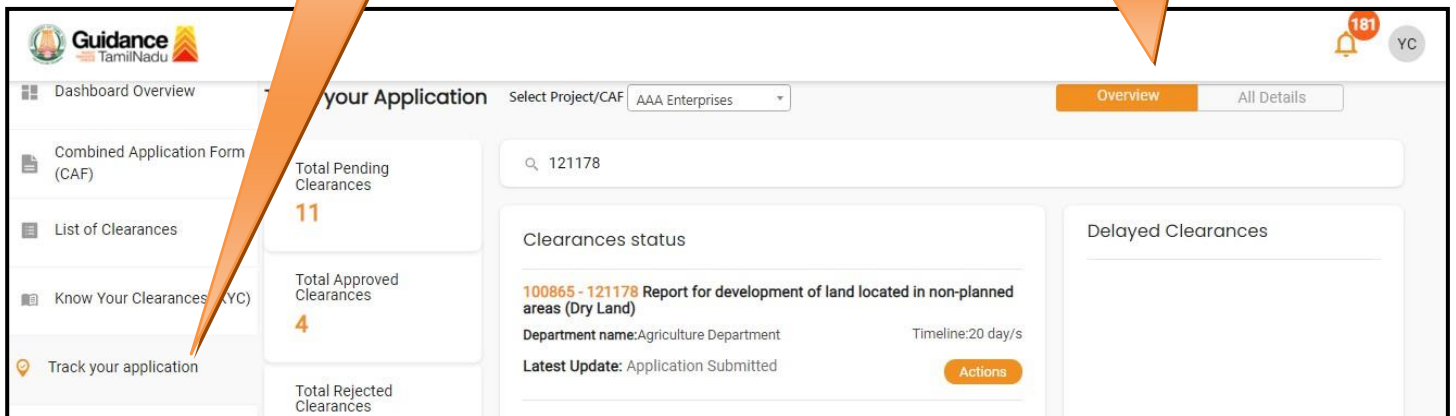 Guidance
TamilNadu
181
YC
Dashboard Overview
your Application
Select Project/CAF
AAA Enterprises
Overview
All Details
Combined Application Form
(CAF)
List of Clearances
Know Your Clearances
YC)
Track your application
Total Pending
Clearances
11
Total Approved
Clearances
4
Total Rejected
Clearances
121178
Clearances status
100865 - 121178 Report for development of land located in non-planned
areas (Dry Land)
Department name:Agriculture Department
Timeline:20 day/s
Latest Update: Application Submitted
Actions
Delayed Clearances